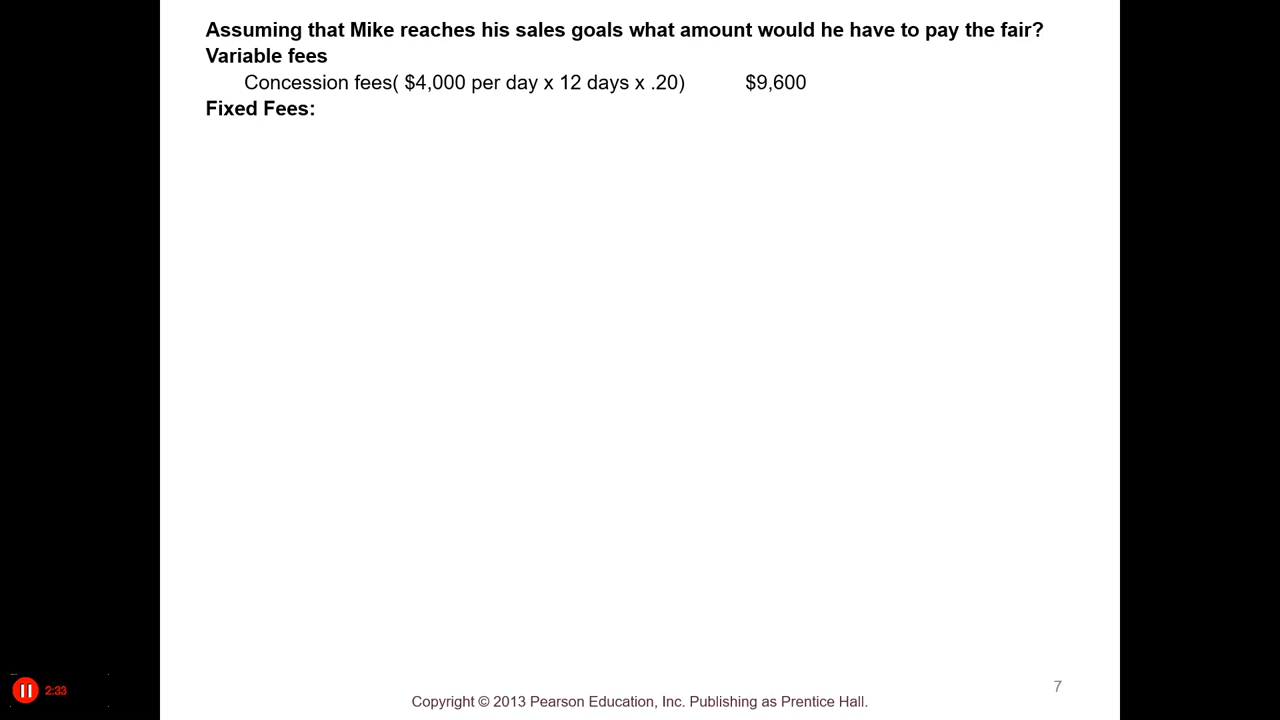 Assuming that Mike reaches his sales goals what amount would he have to pay the fair?
Variable fees
Concession fees( $4,000 per day x 12 days x .20) $9,600
Fixed Fees:
7
2:33
Copyright © 2013 Pearson Education, Inc. Publishing as Prentice Hall.